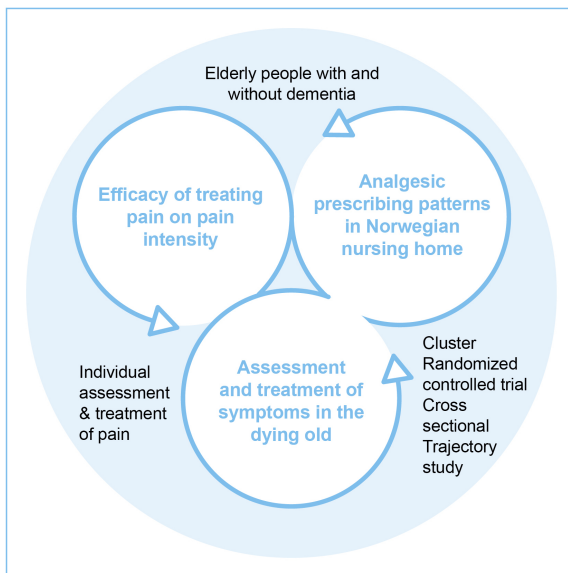 Elderly people with and
without dementia
Efficacy of treating
pain on pain
intensity
Analgesic
prescribing patterns
in Norwegian
nursing home
Individual
assessment
& treatment
of pain
Assessment
and treatment of
symptoms in the
dying old
Cluster
Randomized
controlled trial
Cross
sectional
Trajectory
study